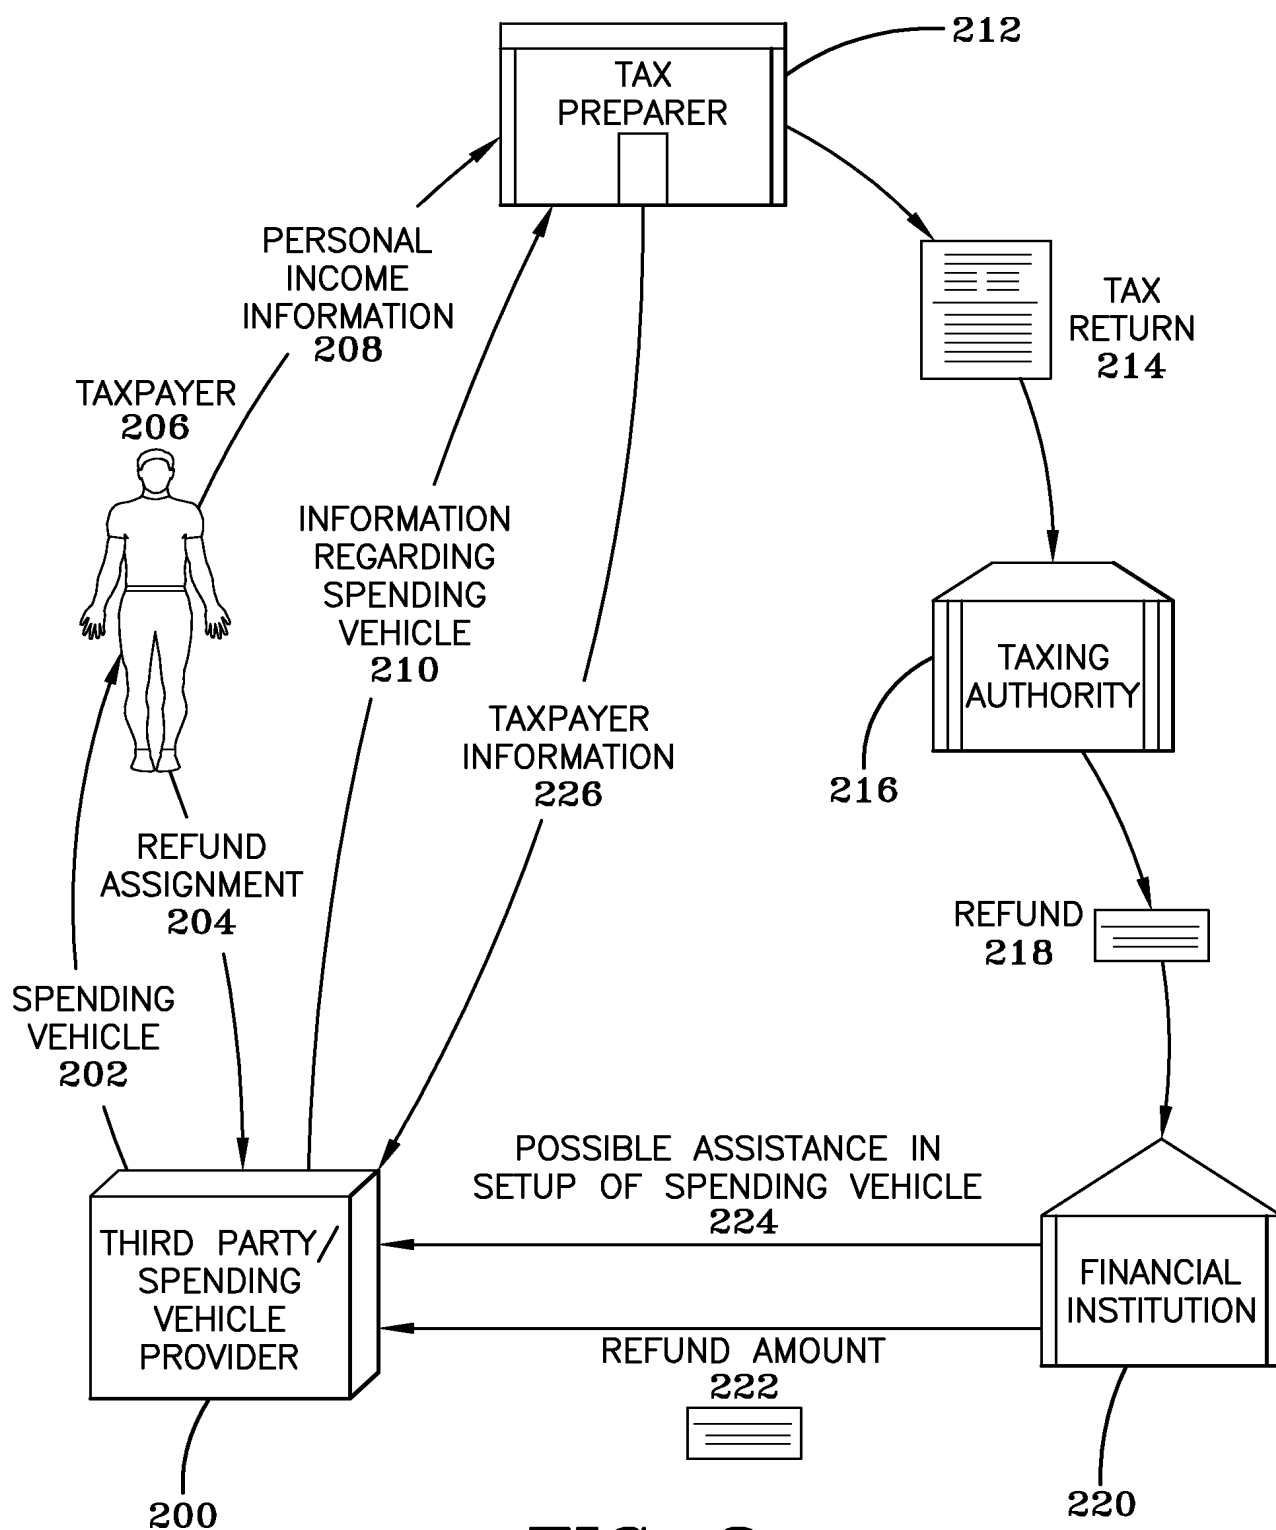 212
TAX
PREPARER
PERSONAL
INCOME
INFORMATION
208
TAX
RETURN
214
TAXPAYER
206
INFORMATION
REGARDING
SPENDING
VEHICLE
210
TAXING
AUTHORITY
216
TAXPAYER
INFORMATION
226
REFUND
ASSIGNMENT
204
REFUND
218
SPENDING
VEHICLE
202
POSSIBLE ASSISTANCE IN
SETUP OF SPENDING VEHICLE
224
THIRD PARTY/
SPENDING
VEHICLE
PROVIDER
FINANCIAL
INSTITUTION
REFUND AMOUNT
222
200
220